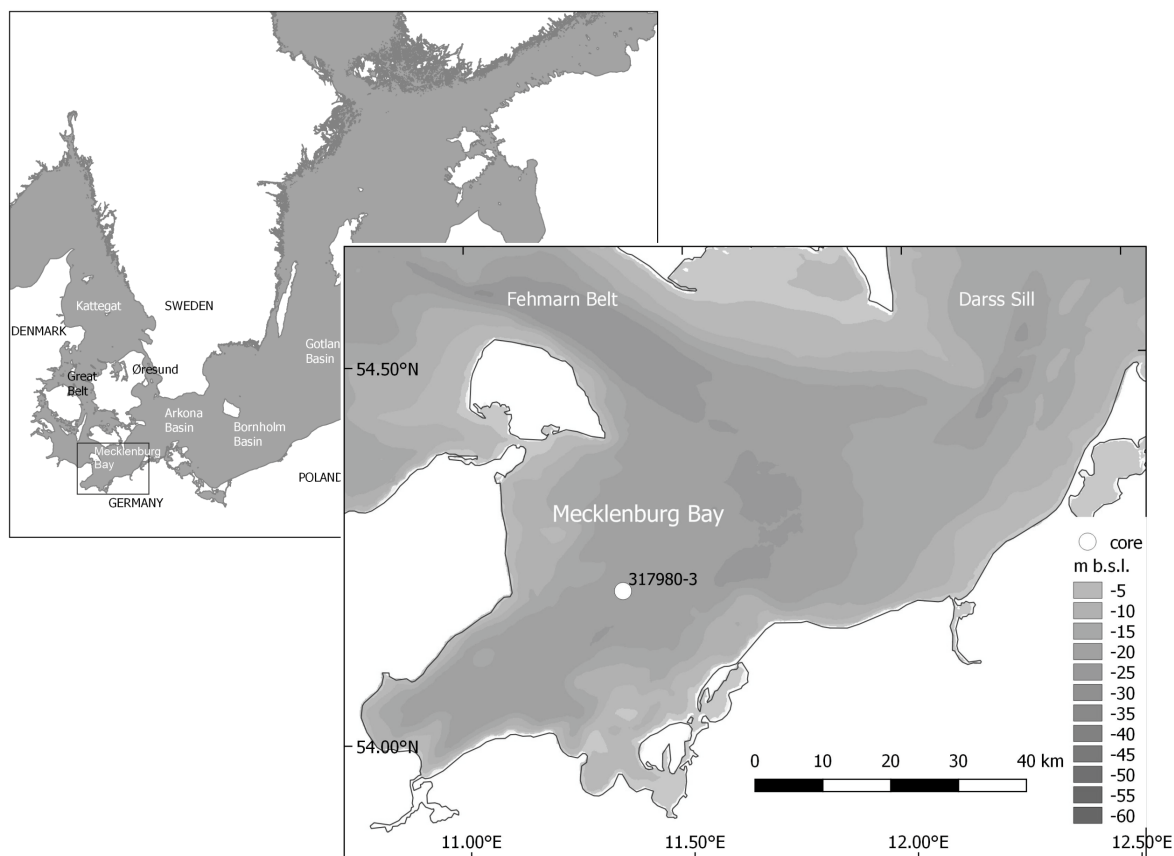 Kattegat
SWEDEN
DENMARK
Gotlan
Basin
Great
Belt
Øresund
Arkona
Basin
Bornholm
Basin
Mecklenburg
Bay
POLAND
GERMANY
Fehmarn Belt
Darss Sill
54.50°N
Mecklenburg Bay
317980-3
core
m b.s.l.
-5
-10
-15
-20
-25
-30
-35
-40
-45
-50
-55
-60
54.00°N
0 10 20 30 40 km
11.00°E 11.50°E 12.00°E 12.50°E